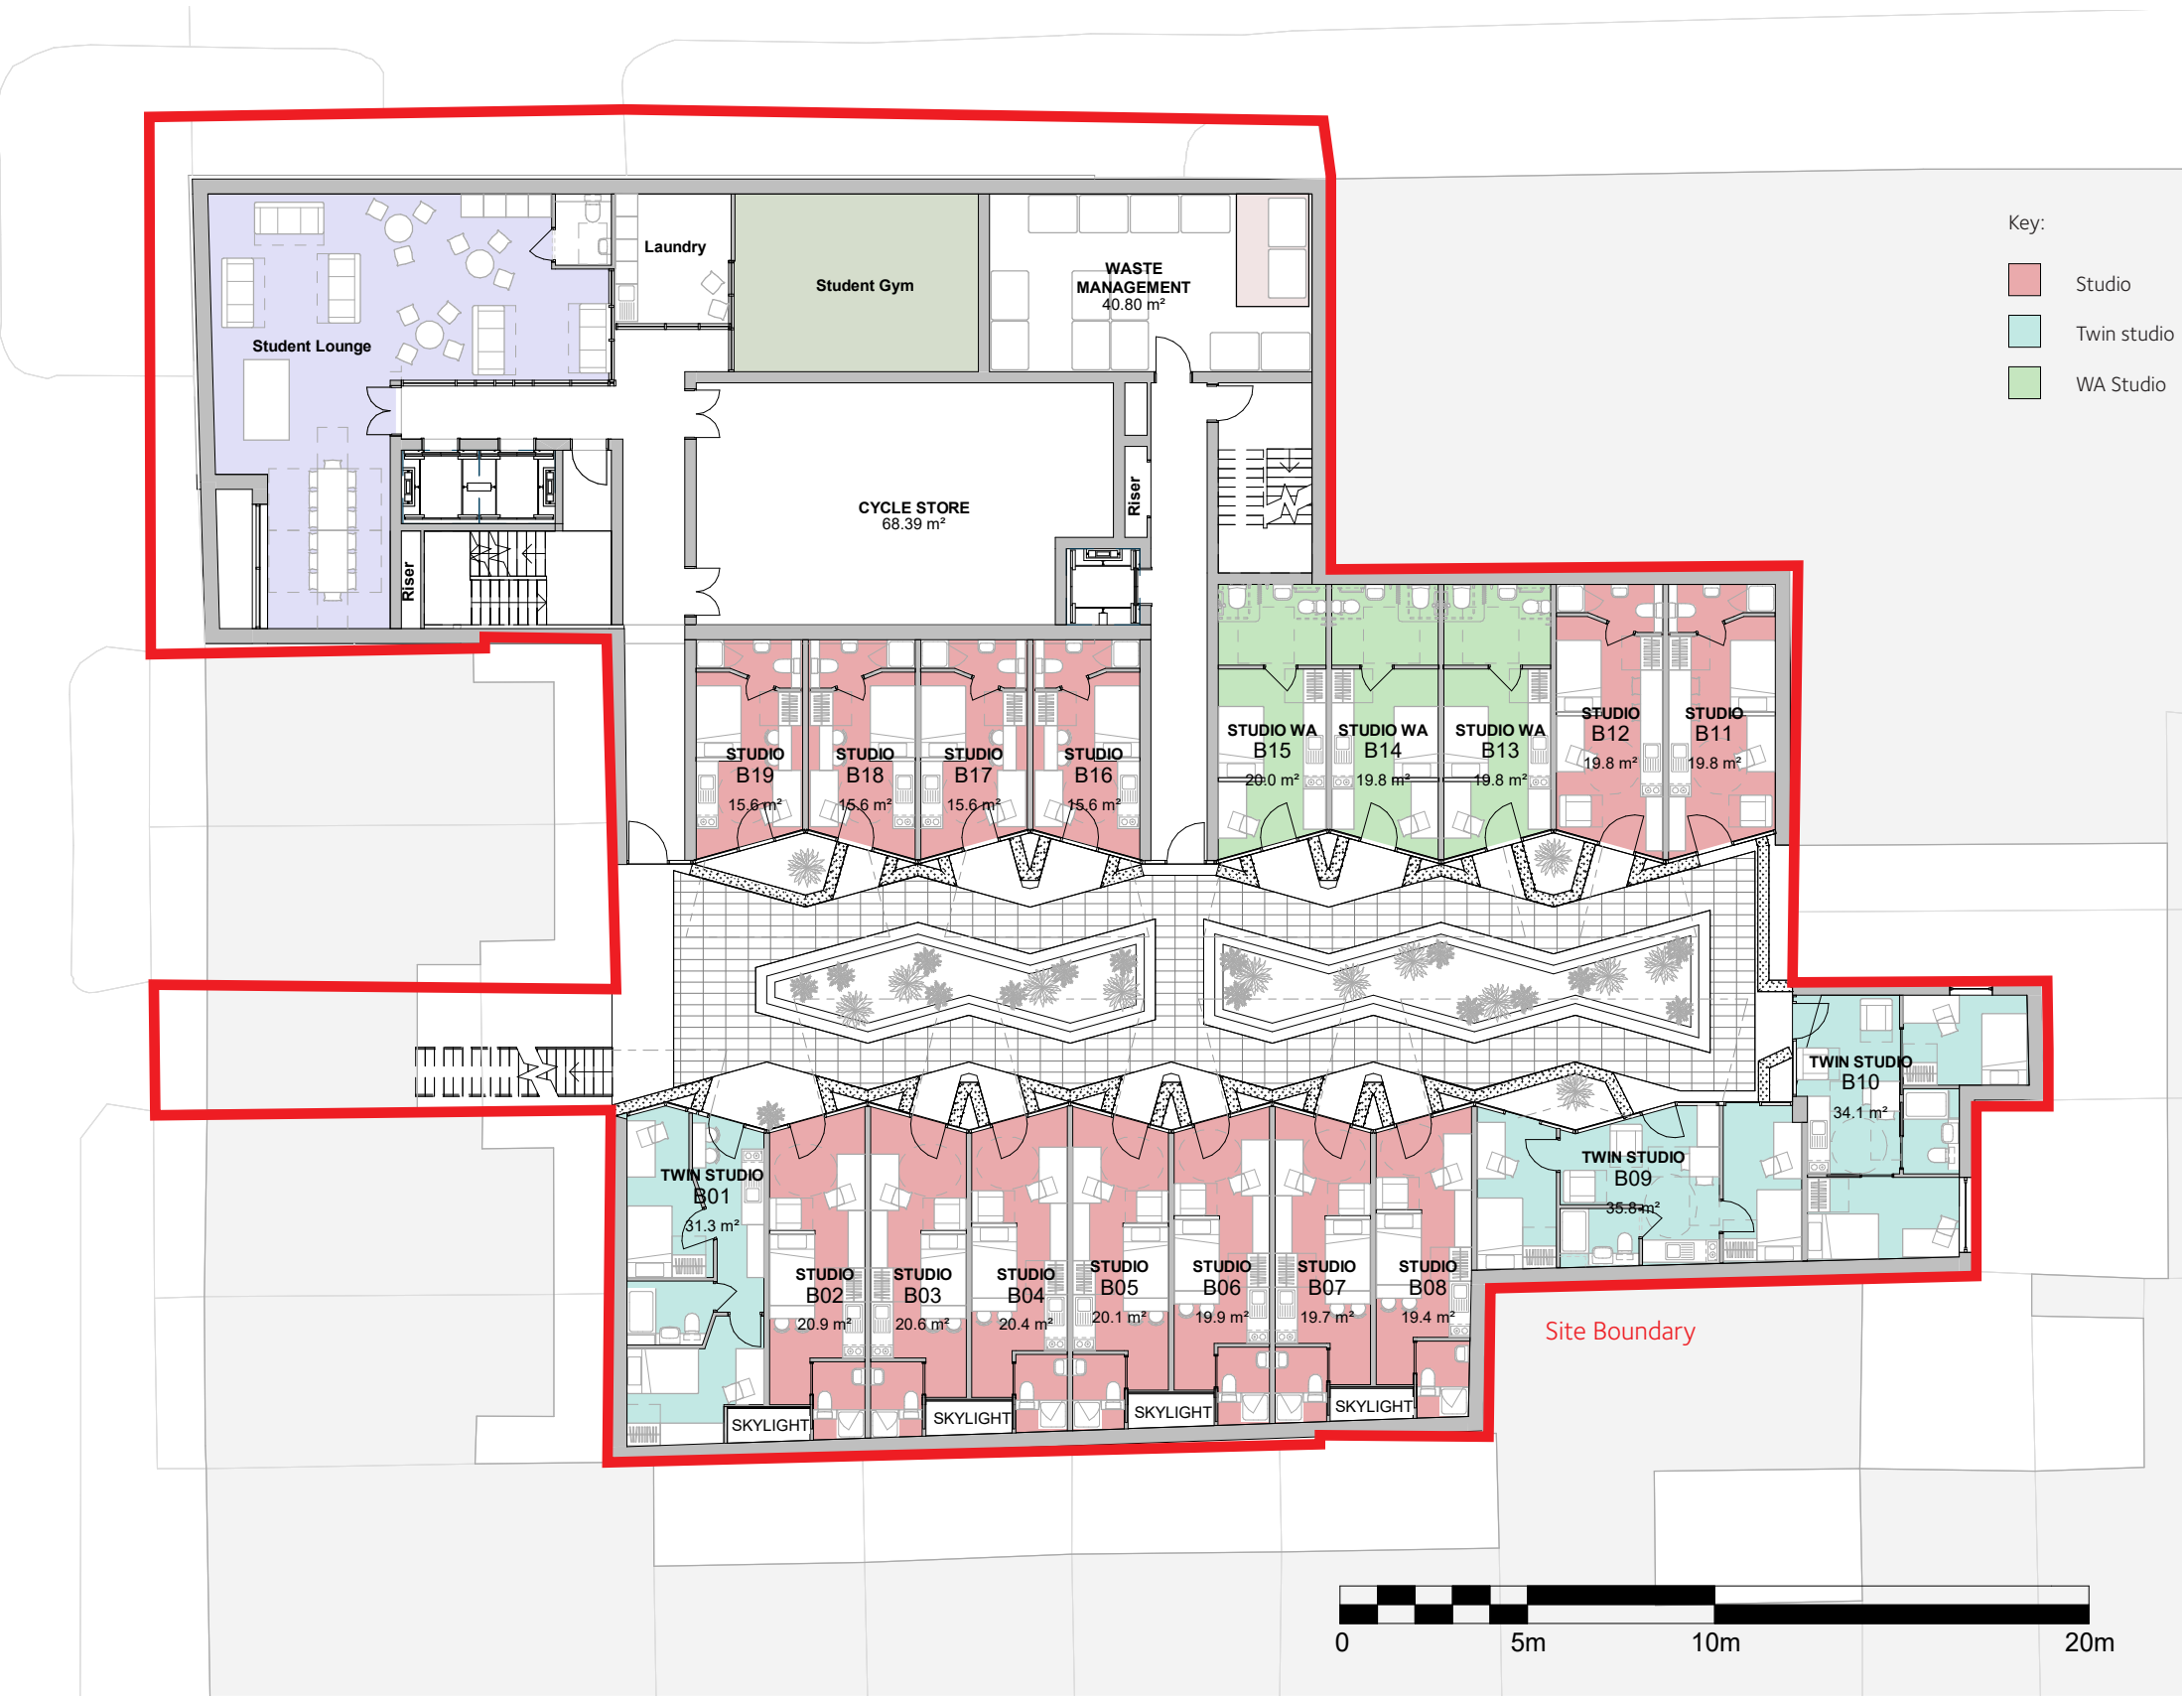 Key:
Studio
Twin studio
WA Studio
Laundry
Student Gym
WASTE
MANAGEMENT
40.80 m²
Student Lounge
CYCLE STORE
68.39 m²
Riser
Riser
STUDIO
B19
15.6 m²
STUDIO
B18
15.6 m²
STUDIO
B17
15.6 m²
STUDIO
B16
15.6 m²
STUDIO WA
B15
20.0 m²
STUDIO WA
B14
19.8 m²
STUDIO WA
B13
19.8 m²
STUDIO
B12
19.8 m²
STUDIO
B11
19.8 m²
TWIN STUDIO
B10
34.1 m²
TWIN STUDIO
B01
31.3 m²
STUDIO
B02
20.9 m²
STUDIO
B03
20.6 m²
STUDIO
B04
20.4 m²
STUDIO
B05
20.1 m²
STUDIO
B06
19.9 m²
STUDIO
B07
19.7 m²
STUDIO
B08
19.4 m²
TWIN STUDIO
B09
35.8 m²
SKYLIGHT
SKYLIGHT
SKYLIGHT
SKYLIGHT
Site Boundary
0 5m 10m 20m